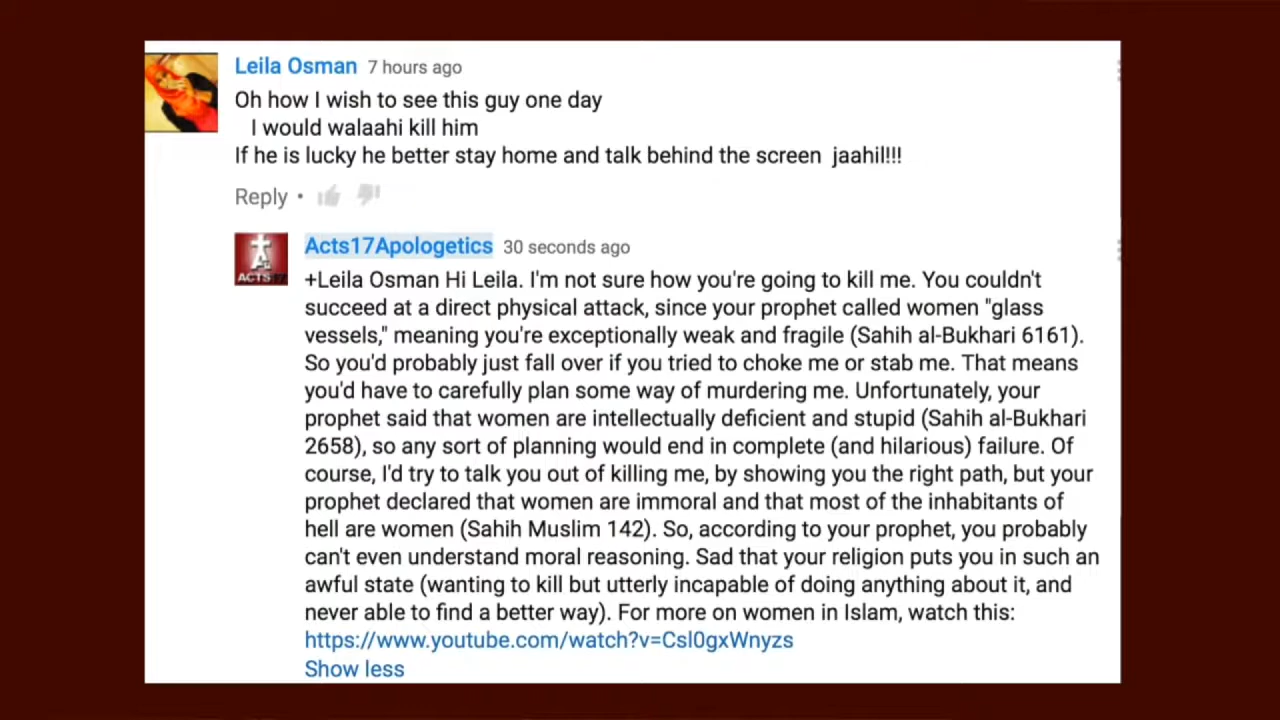 Leila Osman 7 hours ago
Oh how I wish to see this guy one day
I would walaahi kill him
If he is lucky he better stay home and talk behind the screen jaahil!!!
Reply •
Acts17Apologetics 30 seconds ago
+Leila Osman Hi Leila. I'm not sure how you're going to kill me. You couldn't
succeed at a direct physical attack, since your prophet called women "glass
vessels," meaning you're exceptionally weak and fragile (Sahih al-Bukhari 6161).
So you'd probably just fall over if you tried to choke me or stab me. That means
you'd have to carefully plan some way of murdering me. Unfortunately, your
prophet said that women are intellectually deficient and stupid (Sahih al-Bukhari
2658), so any sort of planning would end in complete (and hilarious) failure. Of
course, I'd try to talk you out of killing me, by showing you the right path, but your
prophet declared that women are immoral and that most of the inhabitants of
hell are women (Sahih Muslim 142). So, according to your prophet, you probably
can't even understand moral reasoning. Sad that your religion puts you in such an
awful state (wanting to kill but utterly incapable of doing anything about it, and
never able to find a better way). For more on women in Islam, watch this:
https://www.youtube.com/watch?v=Csl0gxWnyzs
Show less